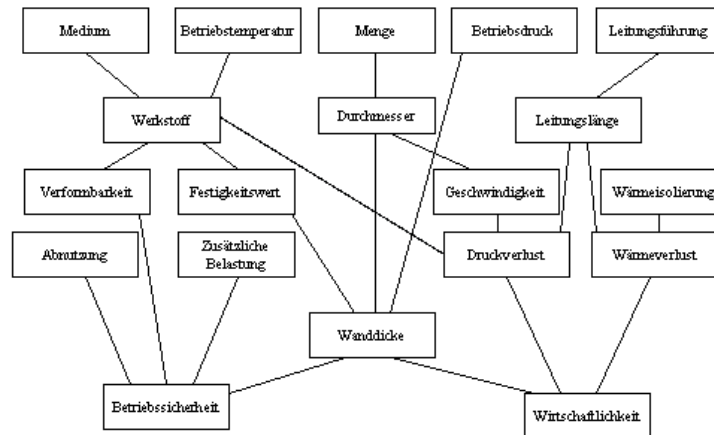 Medium
Betriebstemperatur
Menge
Betriebsdruck
Leitungsführung
Werkstoff
Durchmesser
Leitungslänge
Verformbarkeit
Festigkeitswert
Geschwindigkeit
Wärmeisolierung
Abnutzung
Zusätzliche
Belastung
Druckverlust
Wärmeverlust
Wanddicke
Betriebssicherheit
Wirtschaftlichkeit